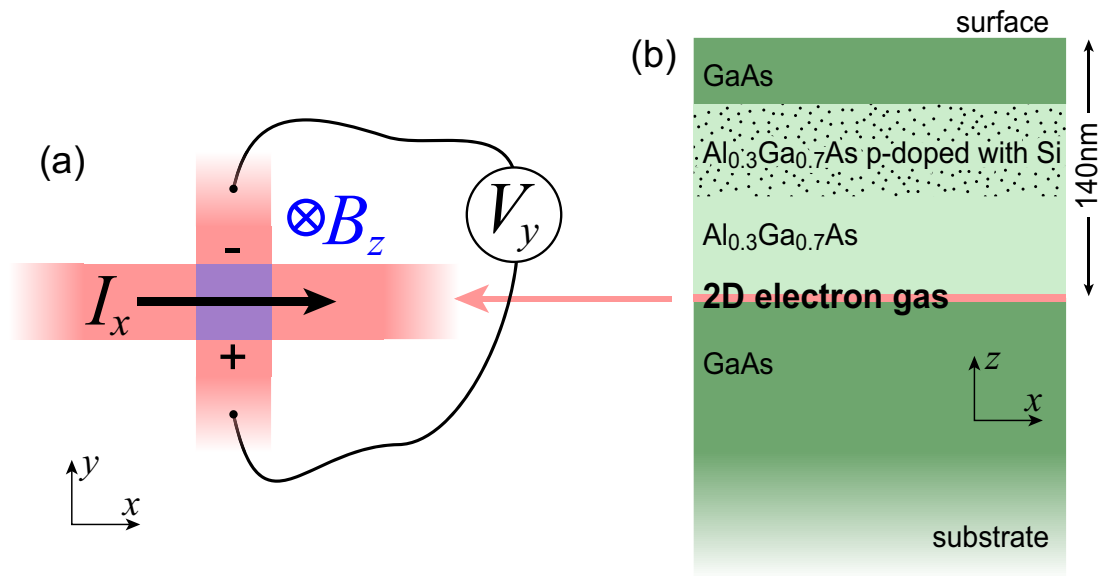 (a)
-
⊗B_z
I_x
+
V_y
y
x
(b)
surface
GaAs
Al0.3Ga0.7As p-doped with Si
Al0.3Ga0.7As
140nm
2D electron gas
GaAs
z
x
substrate